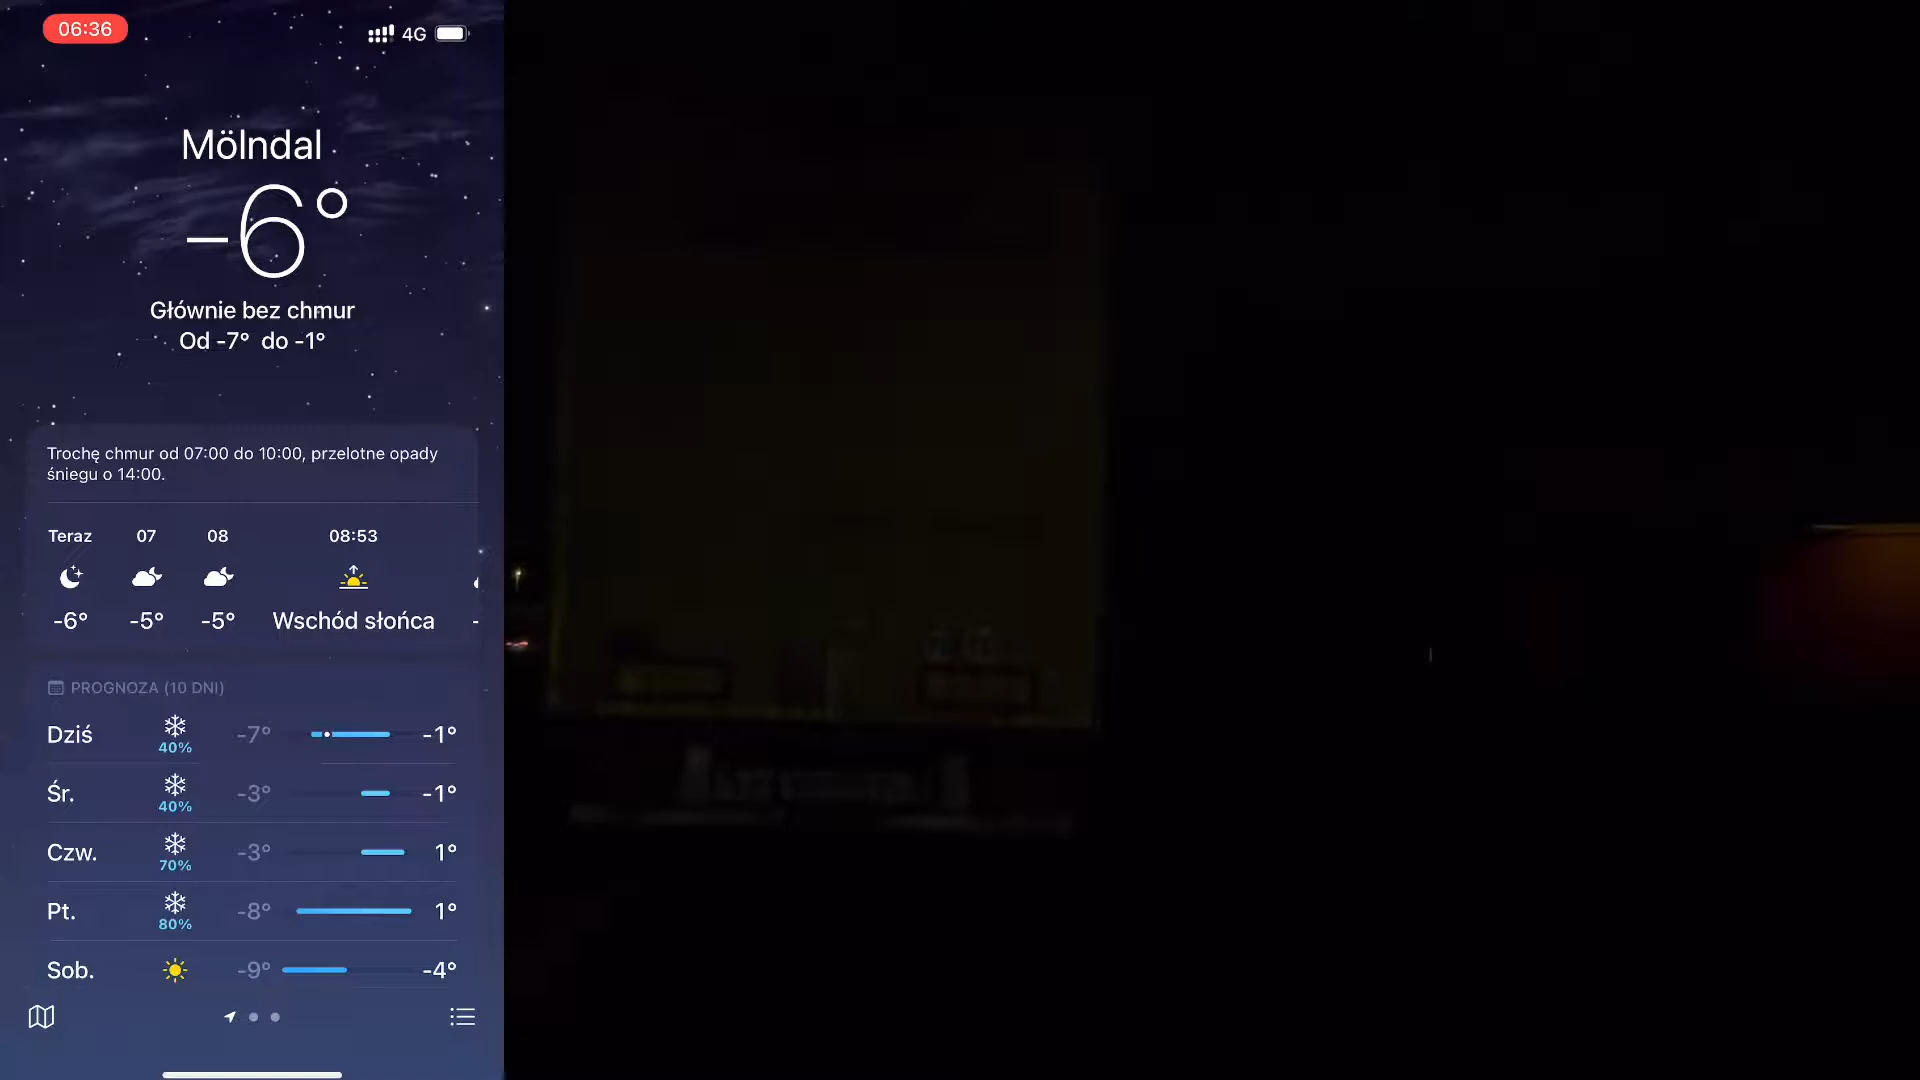 06:36
4G
Mölndal
-6°
Głównie bez chmur
Od -7° do -1°
Trochę chmur od 07:00 do 10:00, przelotne opady
śniegu o 14:00.
Teraz 07 08 08:53
-6° -5° -5° Wschód słońca -
PROGNOZA (10 DNI)
Dziś 40% -7° -1°
Śr. 40% -3° -1°
Czw. 70% -3° 1°
Pt. 80% -8° 1°
Sob. -9° -4°